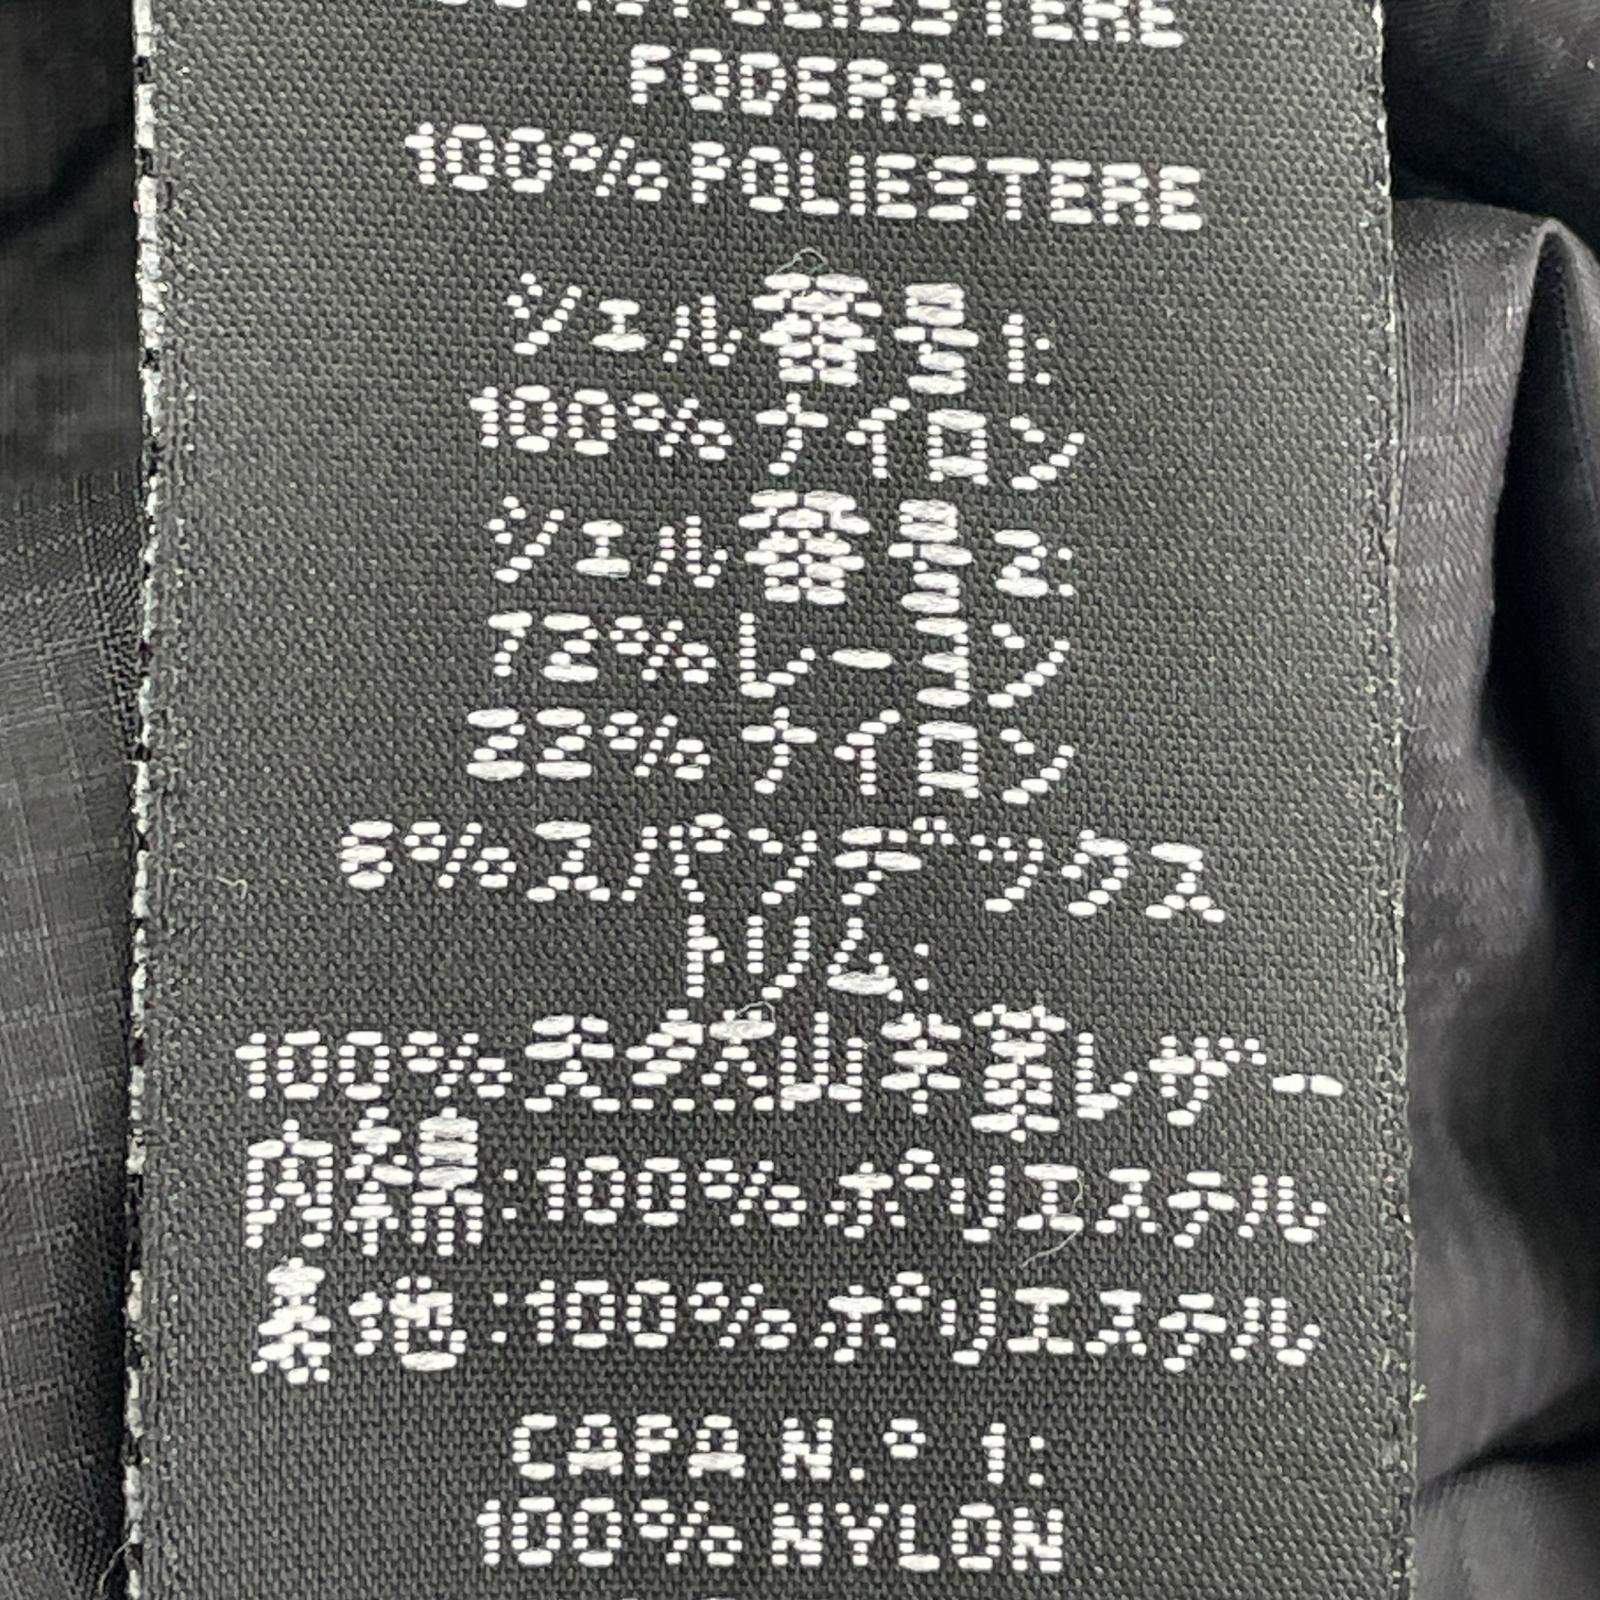 POLIESTERE
FODERA:
100% POLIESTERE
シェル番号1:
100% ナイロン
シェル番号2:
72% レーヨン
22% ナイロン
6% スパンデックス
トリム:
100% 天然山羊革レザー
内綿:100% ポリエステル
裏地:100% ポリエステル
CAPA N.º 1:
100% NYLON